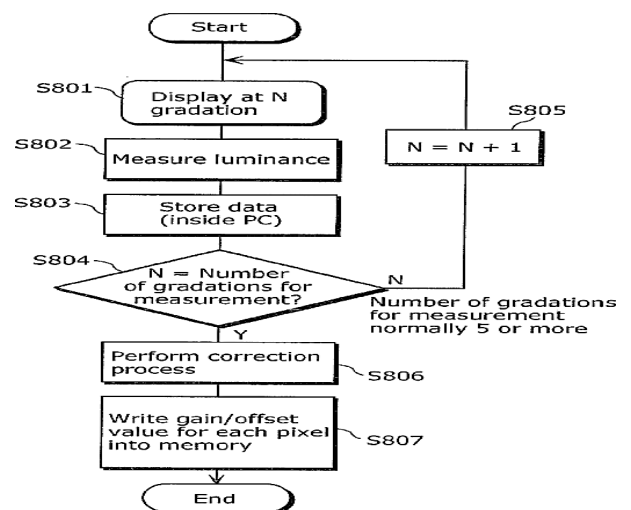 Start
S801
Display at N
gradation
S805
N = N + 1
S802
Measure luminance
S803
Store data
(inside PC)
S804
N = Number
of gradations for
measurement?
N
Number of gradations
for measurement
normally 5 or more
Y
Perform correction
process
S806
Write gain/offset
value for each pixel
into memory
S807
End